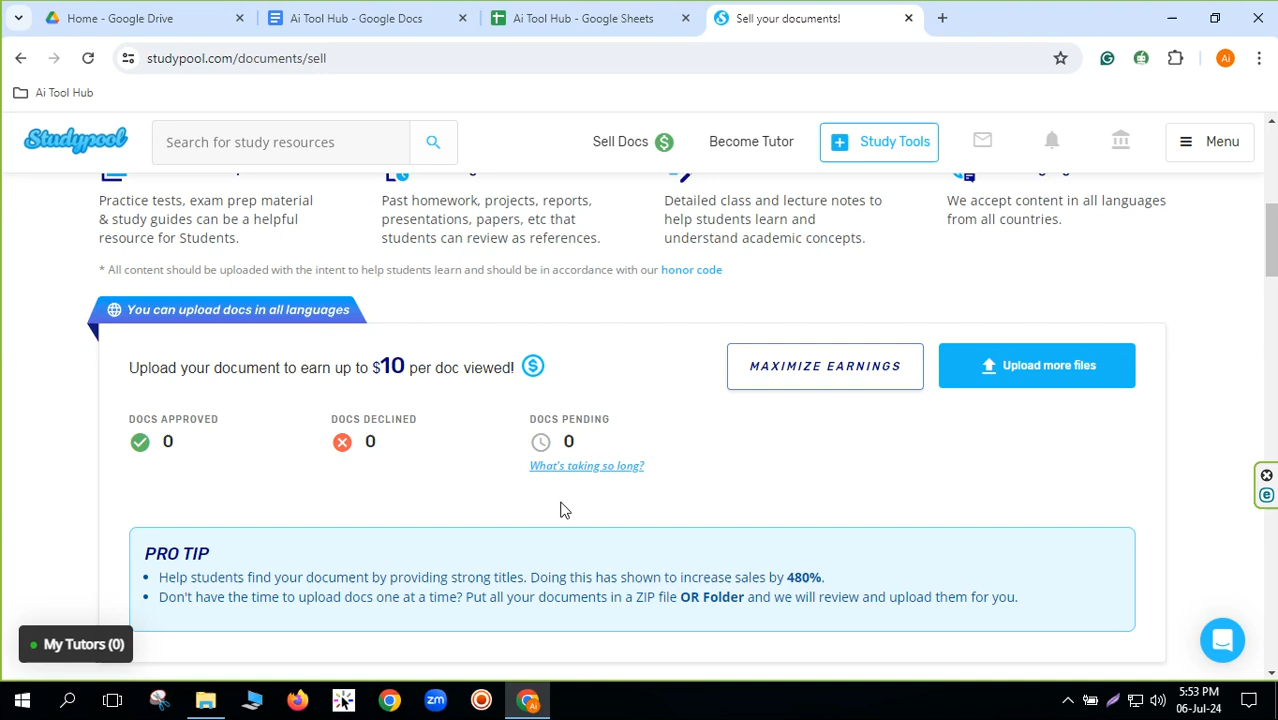 Home - Google Drive
Ai Tool Hub - Google Docs
Ai Tool Hub - Google Sheets
Sell your documents!
studypool.com/documents/sell
Ai
Ai Tool Hub
Studypool
Search for study resources
Sell Docs
Become Tutor
Study Tools
Menu
Practice tests, exam prep material
& study guides can be a helpful
resource for Students.
Past homework, projects, reports,
presentations, papers, etc that
students can review as references.
Detailed class and lecture notes to
help students learn and
understand academic concepts.
We accept content in all languages
from all countries.
* All content should be uploaded with the intent to help students learn and should be in accordance with our honor code
You can upload docs in all languages
Upload your document to earn up to $10 per doc viewed!
MAXIMIZE EARNINGS
Upload more files
DOCS APPROVED
0
DOCS DECLINED
0
DOCS PENDING
0
What's taking so long?
PRO TIP
• Help students find your document by providing strong titles. Doing this has shown to increase sales by 480%.
• Don't have the time to upload docs one at a time? Put all your documents in a ZIP file OR Folder and we will review and upload them for you.
My Tutors (0)
zm
Ai
5:53 PM
06-Jul-24